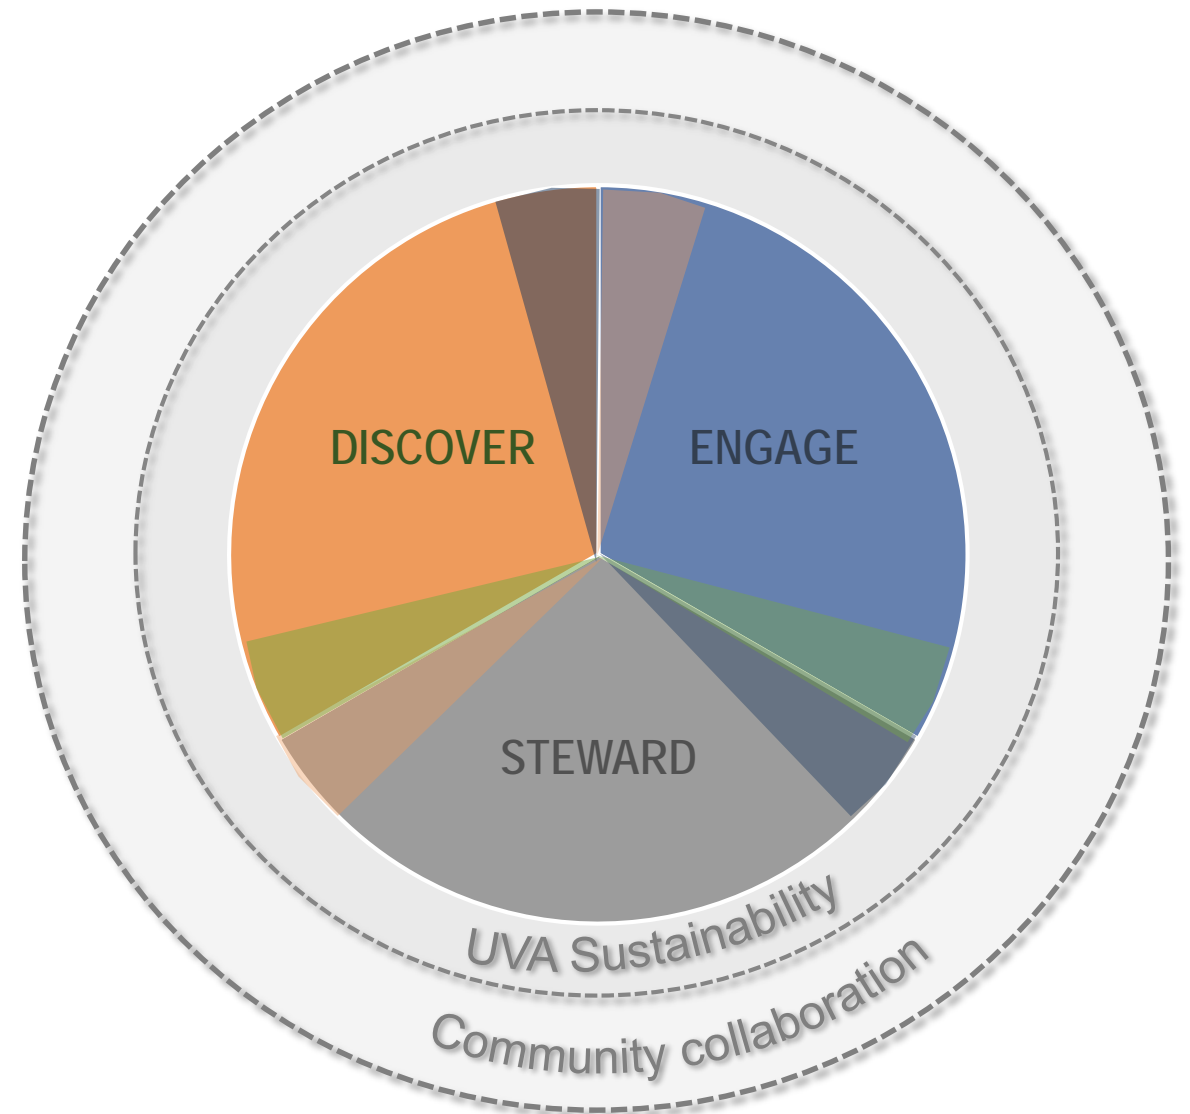 DISCOVER
ENGAGE
STEWARD
UVA Sustainability
Community collaboration